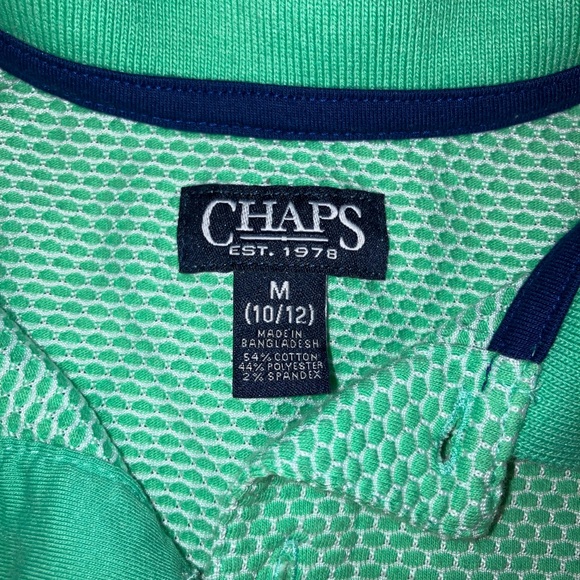 CHAPS
EST. 1978
M
(10/12)
MADE IN
BANGLADESH
54% COTTON
44% POLYESTER
2% SPANDEX